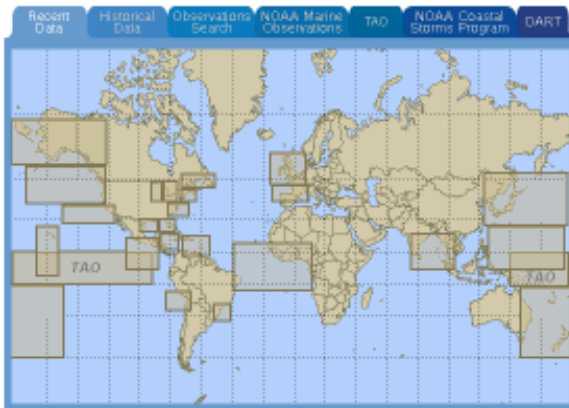 Recent
Data
Historical
Data
Observations
Search
NOAA Marine
Observations
TAO
NOAA Coastal
Storms Program
DART
TAO
TAO